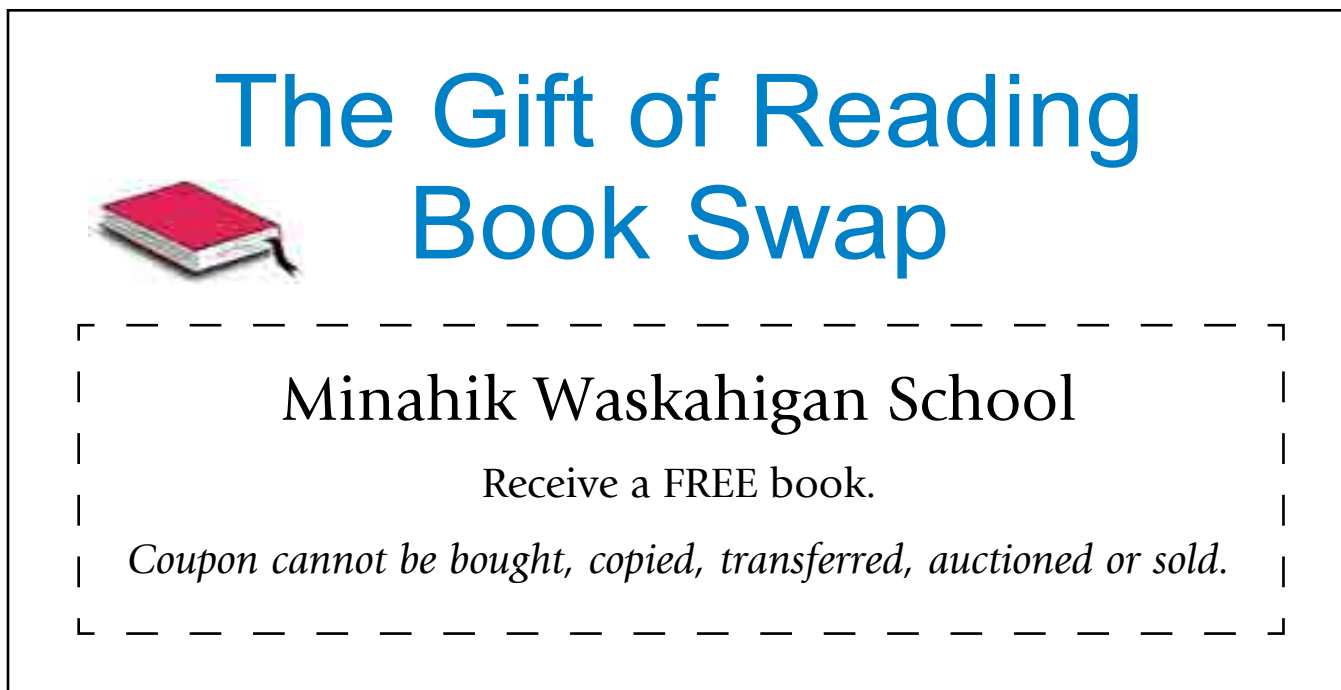 The Gift of Reading
Book Swap
Minahik Waskahigan School
Receive a FREE book.
Coupon cannot be bought, copied, transferred, auctioned or sold.